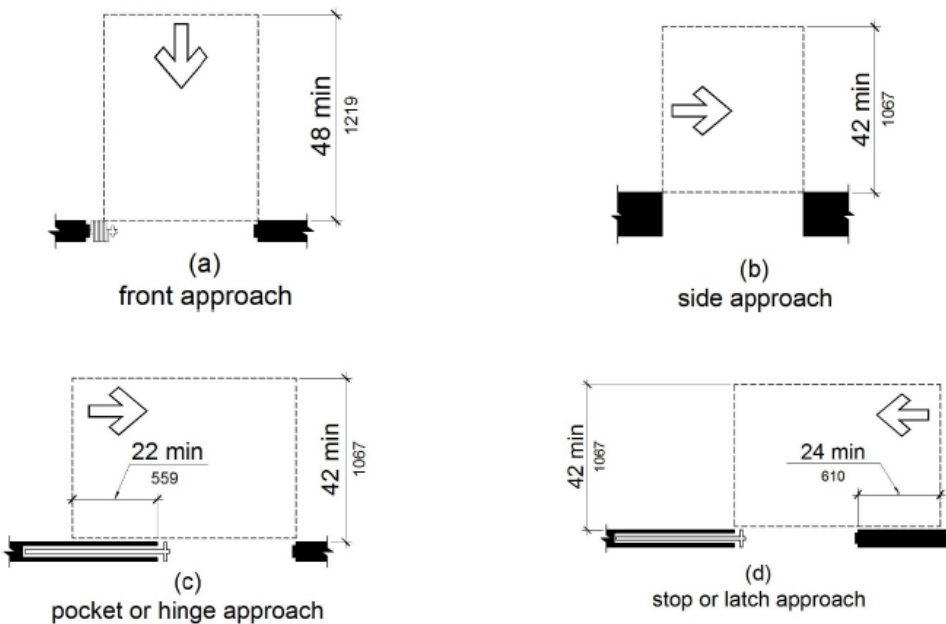 48 min
1219
(a)
front approach
42 min
1067
(b)
side approach
22 min
559
42 min
1067
(c)
pocket or hinge approach
42 min
1067
24 min
610
(d)
stop or latch approach